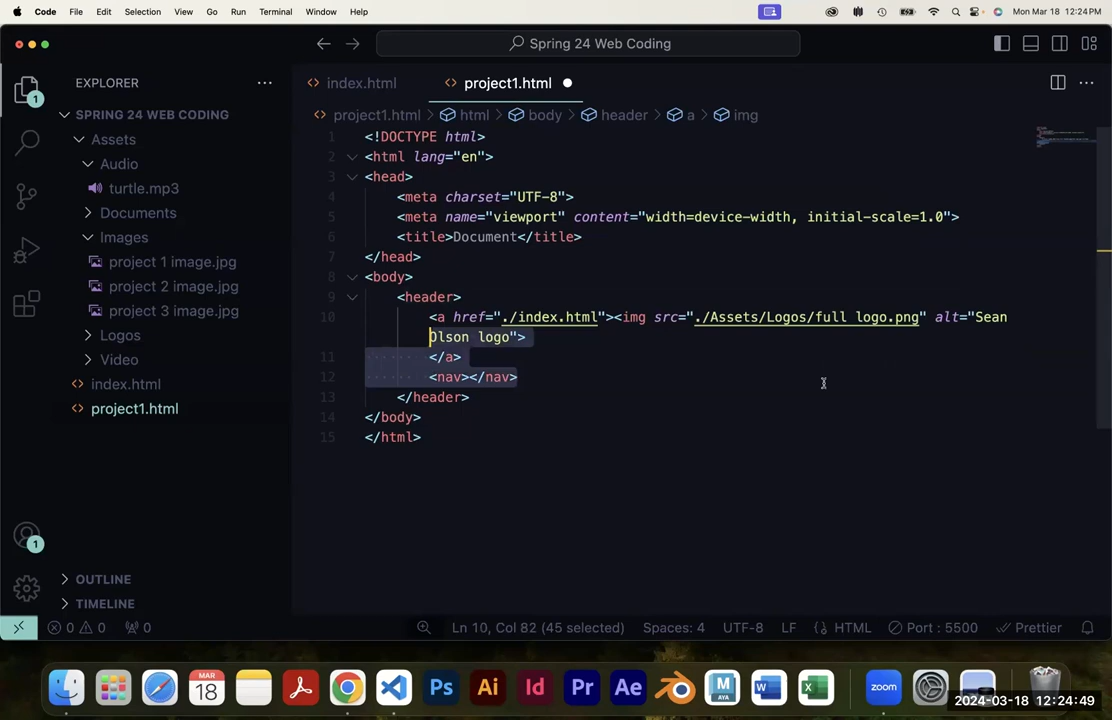 Code File Edit Selection View Go Run Terminal Window Help Mon Mar 18 12:24 PM
Spring 24 Web Coding
EXPLORER
SPRING 24 WEB CODING
Assets
Audio
turtle.mp3
Documents
Images
project 1 image.jpg
project 2 image.jpg
project 3 image.jpg
Logos
Video
index.html
project1.html
OUTLINE
TIMELINE
1
1
index.html project1.html
project1.html > html > body > header > a > img
1 <!DOCTYPE html>
2 <html lang="en">
3 <head>
4 <meta charset="UTF-8">
5 <meta name="viewport" content="width=device-width, initial-scale=1.0">
6 <title>Document</title>
7 </head>
8 <body>
9 <header>
10 <a href="./index.html"><img src="./Assets/Logos/full logo.png" alt="Sean
Olson logo">
11 </a>
12 <nav></nav>
13 </header>
14 </body>
15 </html>
0 0 0 Ln 10, Col 82 (45 selected) Spaces: 4 UTF-8 LF {} HTML Port : 5500 Prettier
MAR
18
Ps Ai Id Pr Ae
M
AYA
W X
zoom
2024-03-18 12:24:49